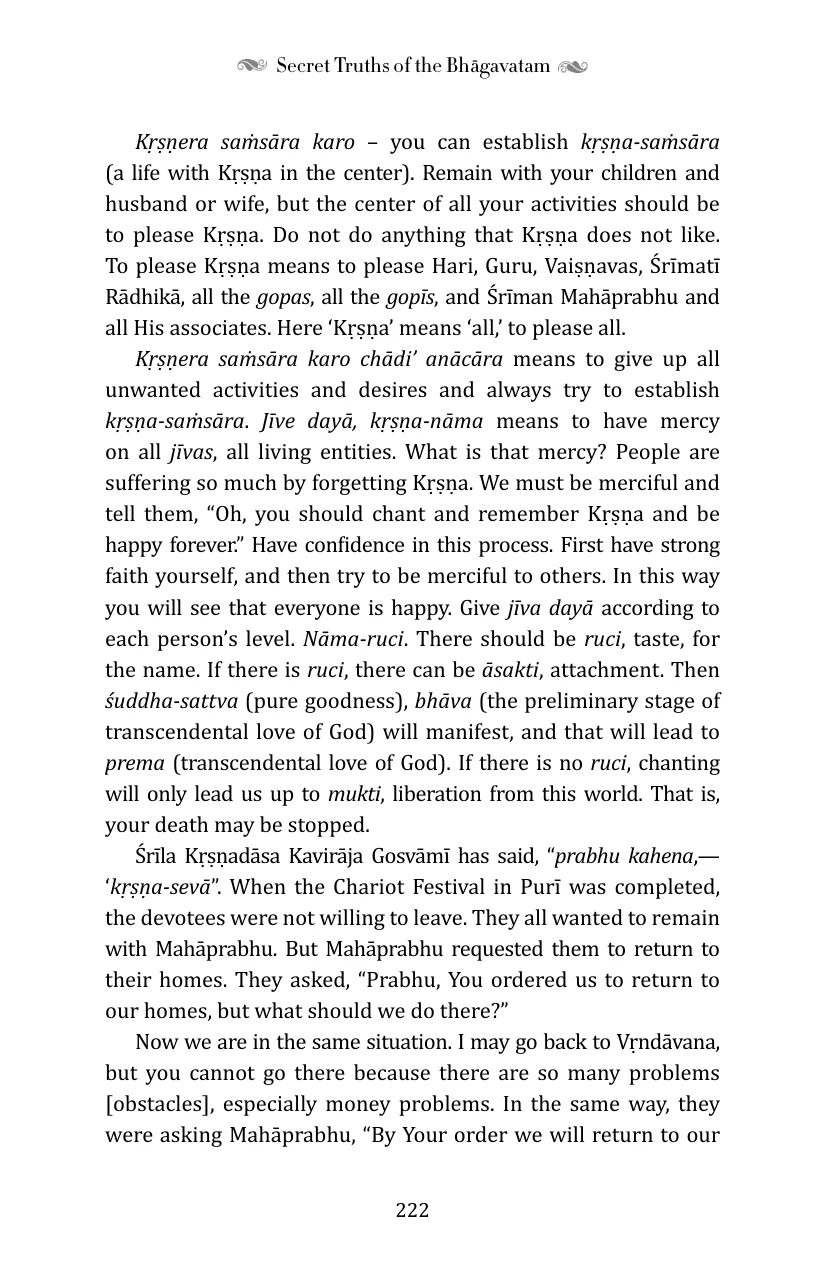 Secret Truths of the Bhāgavatam
Kṛṣṇera saṁsāra karo – you can establish kṛṣṇa-saṁsāra
(a life with Kṛṣṇa in the center). Remain with your children and
husband or wife, but the center of all your activities should be
to please Kṛṣṇa. Do not do anything that Kṛṣṇa does not like.
To please Kṛṣṇa means to please Hari, Guru, Vaiṣṇavas, Śrīmatī
Rādhikā, all the gopas, all the gopīs, and Śrīman Mahāprabhu and
all His associates. Here ‘Kṛṣṇa’ means ‘all,’ to please all.
Kṛṣṇera saṁsāra karo chāḍi’ anācāra means to give up all
unwanted activities and desires and always try to establish
kṛṣṇa-saṁsāra. Jīve dayā, kṛṣṇa-nāma means to have mercy
on all jīvas, all living entities. What is that mercy? People are
suffering so much by forgetting Kṛṣṇa. We must be merciful and
tell them, “Oh, you should chant and remember Kṛṣṇa and be
happy forever.” Have confidence in this process. First have strong
faith yourself, and then try to be merciful to others. In this way
you will see that everyone is happy. Give jīva dayā according to
each person’s level. Nāma-ruci. There should be ruci, taste, for
the name. If there is ruci, there can be āsakti, attachment. Then
śuddha-sattva (pure goodness), bhāva (the preliminary stage of
transcendental love of God) will manifest, and that will lead to
prema (transcendental love of God). If there is no ruci, chanting
will only lead us up to mukti, liberation from this world. That is,
your death may be stopped.
Śrīla Kṛṣṇadāsa Kavirāja Gosvāmī has said, “prabhu kahena,—
‘kṛṣṇa-sevā”. When the Chariot Festival in Purī was completed,
the devotees were not willing to leave. They all wanted to remain
with Mahāprabhu. But Mahāprabhu requested them to return to
their homes. They asked, “Prabhu, You ordered us to return to
our homes, but what should we do there?”
Now we are in the same situation. I may go back to Vṛndāvana,
but you cannot go there because there are so many problems
[obstacles], especially money problems. In the same way, they
were asking Mahāprabhu, “By Your order we will return to our
222